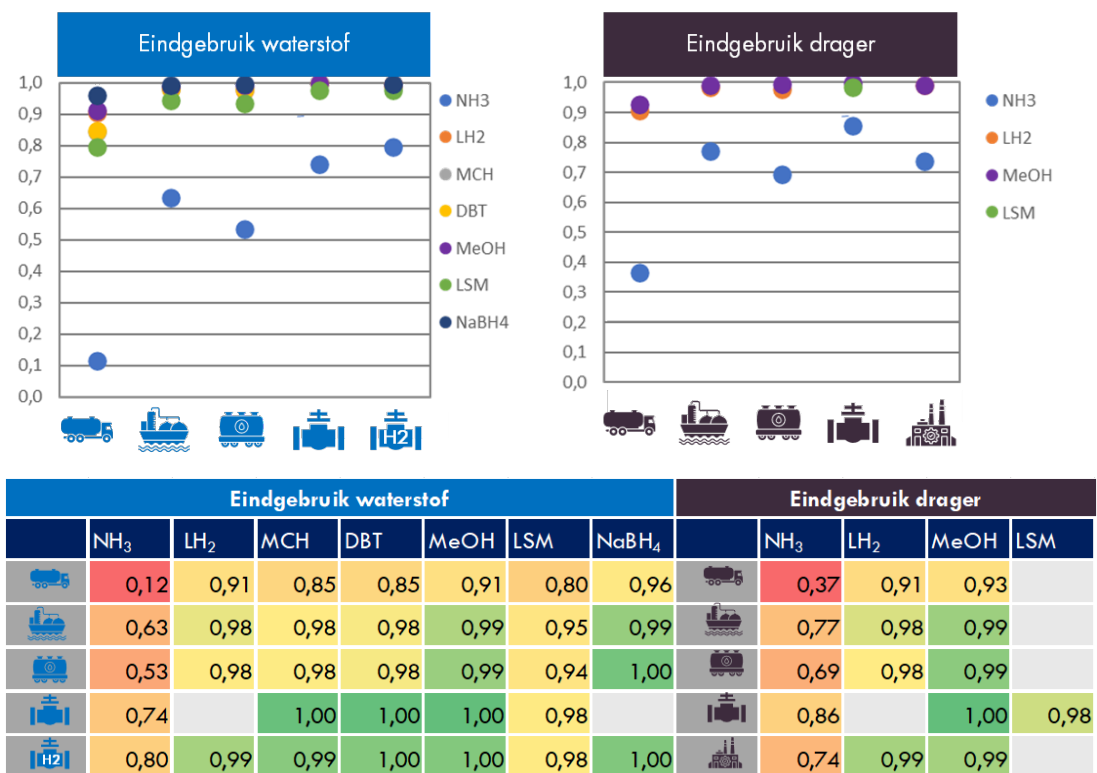 Eindgebruik waterstof
1,0
0,9
0,8
0,7
0,6
0,5
0,4
0,3
0,2
0,1
0,0
NH3
LH2
MCH
DBT
MeOH
LSM
NaBH4
H2
Eindgebruik drager
1,0
0,9
0,8
0,7
0,6
0,5
0,4
0,3
0,2
0,1
0,0
NH3
LH2
MeOH
LSM
Eindgebruik waterstof Eindgebruik drager
NH₃ LH₂ MCH DBT MeOH LSM NaBH₄ NH₃ LH₂ MeOH LSM
0,12 0,91 0,85 0,85 0,91 0,80 0,96 0,37 0,91 0,93
0,63 0,98 0,98 0,98 0,99 0,95 0,99 0,77 0,98 0,99
0,53 0,98 0,98 0,98 0,99 0,94 1,00 0,69 0,98 0,99
0,74 1,00 1,00 1,00 0,98 0,86 1,00 0,98
H2 0,80 0,99 0,99 1,00 1,00 0,98 1,00 0,74 0,99 0,99